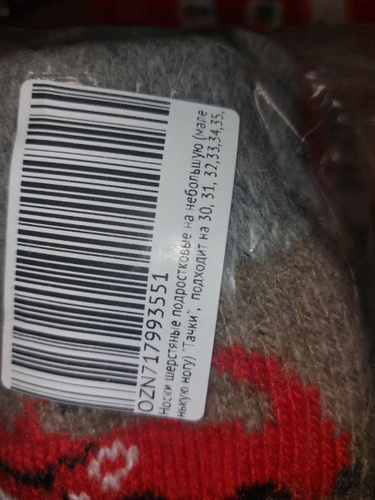 OZN717993551
Носки шерстяные подростковые на небольшую (мале
нькую ногу) "Тачки", подходит на 30, 31, 32,33,34,35,